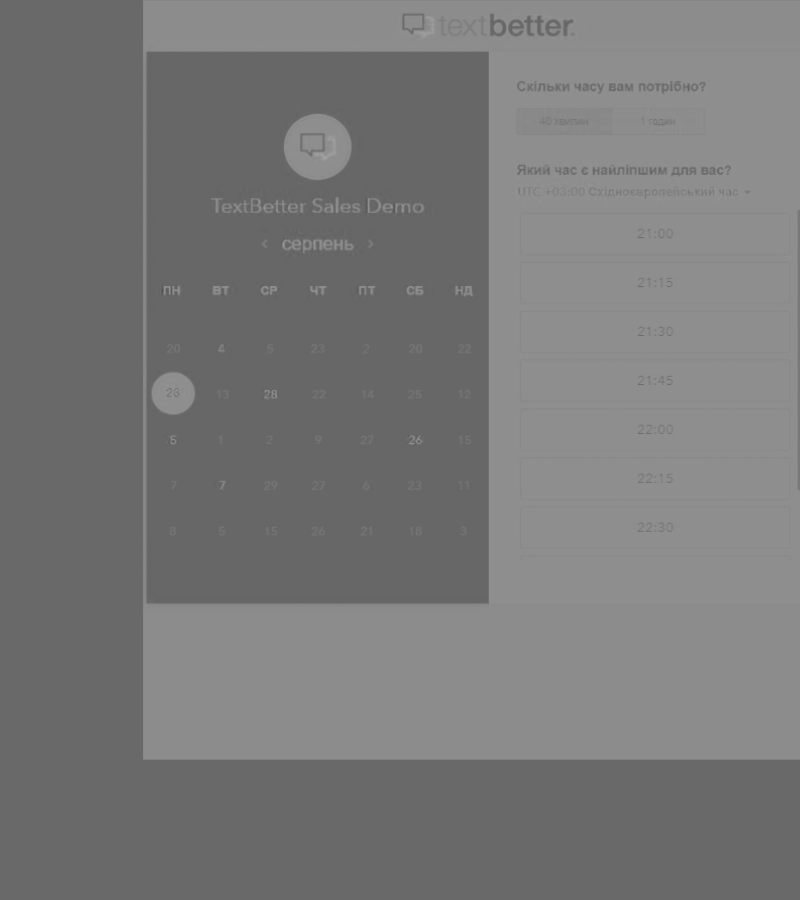 textbetter.
TextBetter Sales Demo
‹ серпень ›
ПН ВТ СР ЧТ ПТ СБ НД
20 4 5 23 2 20 22
26 13 28 22 14 25 12
5 1 2 9 27 26 15
7 7 29 27 6 23 11
8 5 15 26 21 18 3
Скільки часу вам потрібно?
40 хвилин 1 годин
Який час є найліпшим для вас?
UTC +03:00 Східноєвропейський час
21:00
21:15
21:30
21:45
22:00
22:15
22:30